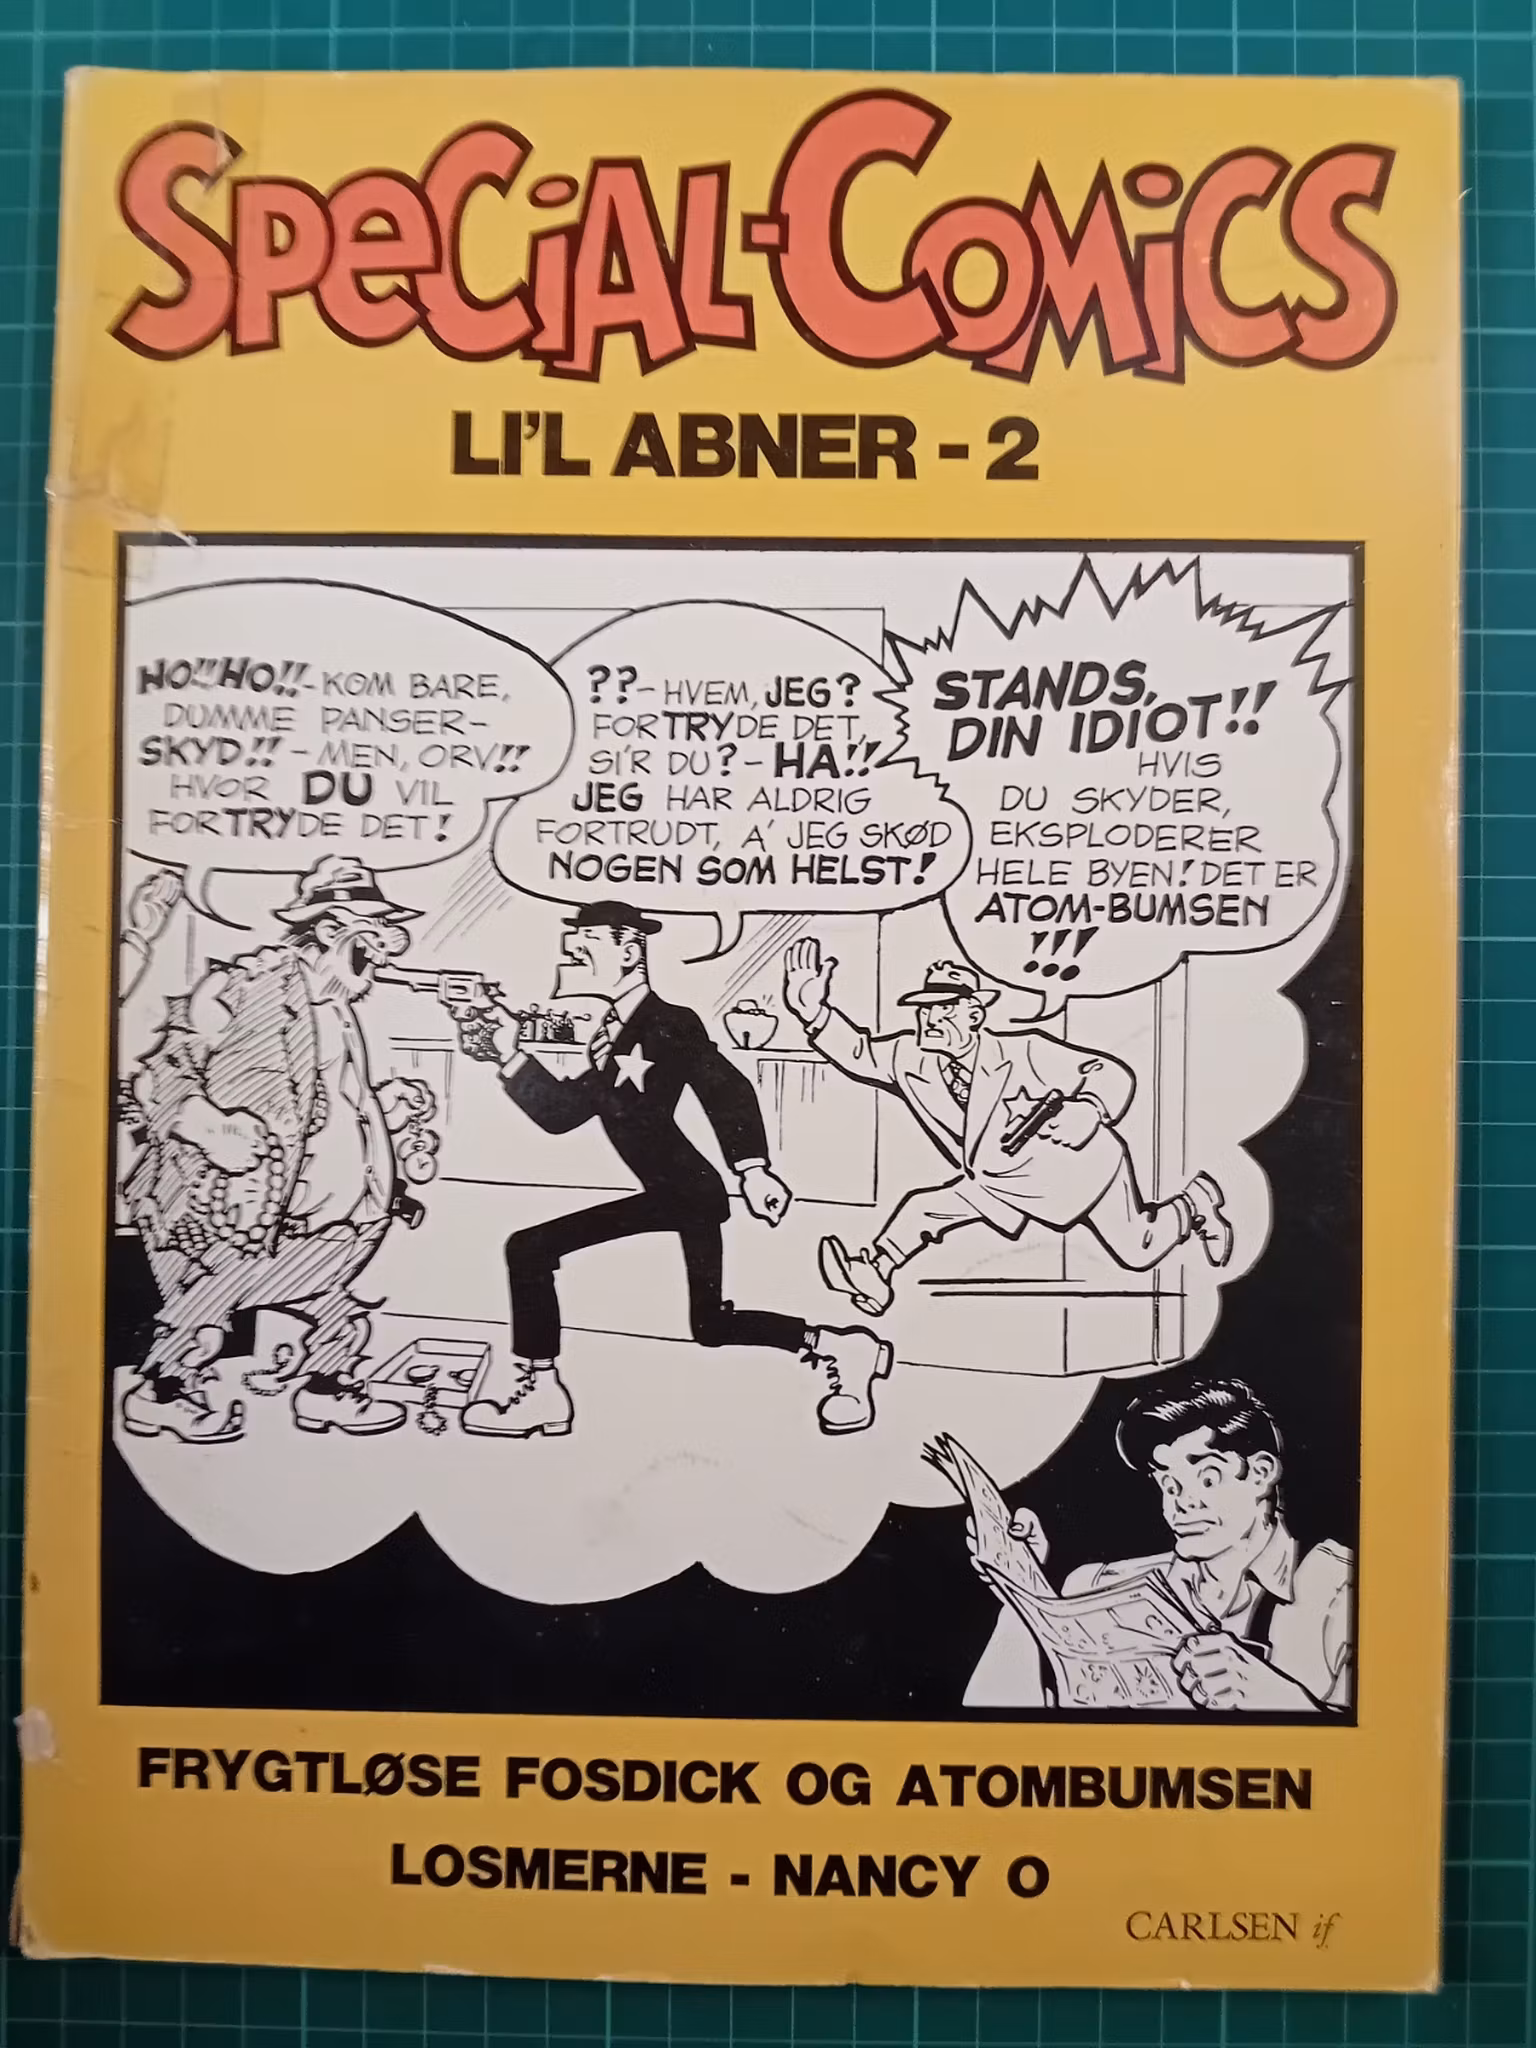 SPECIAL-COMICS
LI'L ABNER - 2
HO!! HO!! - KOM BARE,
DUMME PANSER-
SKYD!! - MEN, ORV!!
HVOR DU VIL
FORTRYDE DET!
?? - HVEM, JEG?
FORTRYDE DET,
SI'R DU? - HA!!
JEG HAR ALDRIG
FORTRUDT, A' JEG SKØD
NOGEN SOM HELST!
STANDS,
DIN IDIOT!!
HVIS
DU SKYDER,
EKSPLODERER
HELE BYEN! DET ER
ATOM-BUMSEN
!!!
FRYGTLØSE FOSDICK OG ATOMBUMSEN
LOSMERNE - NANCY O
CARLSEN if